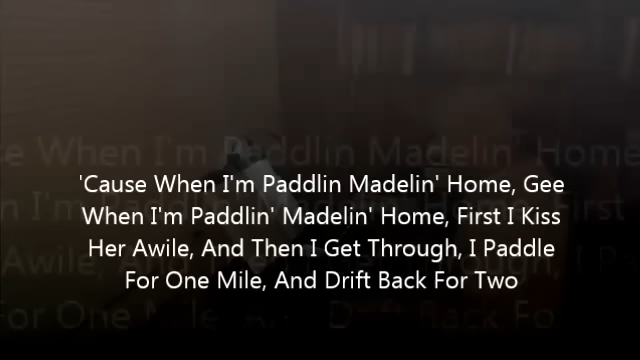 'Cause When I'm Paddlin Madelin' Home, Gee
When I'm Paddlin' Madelin' Home, First I Kiss
Her Awile, And Then I Get Through, I Paddle
For One Mile, And Drift Back For Two